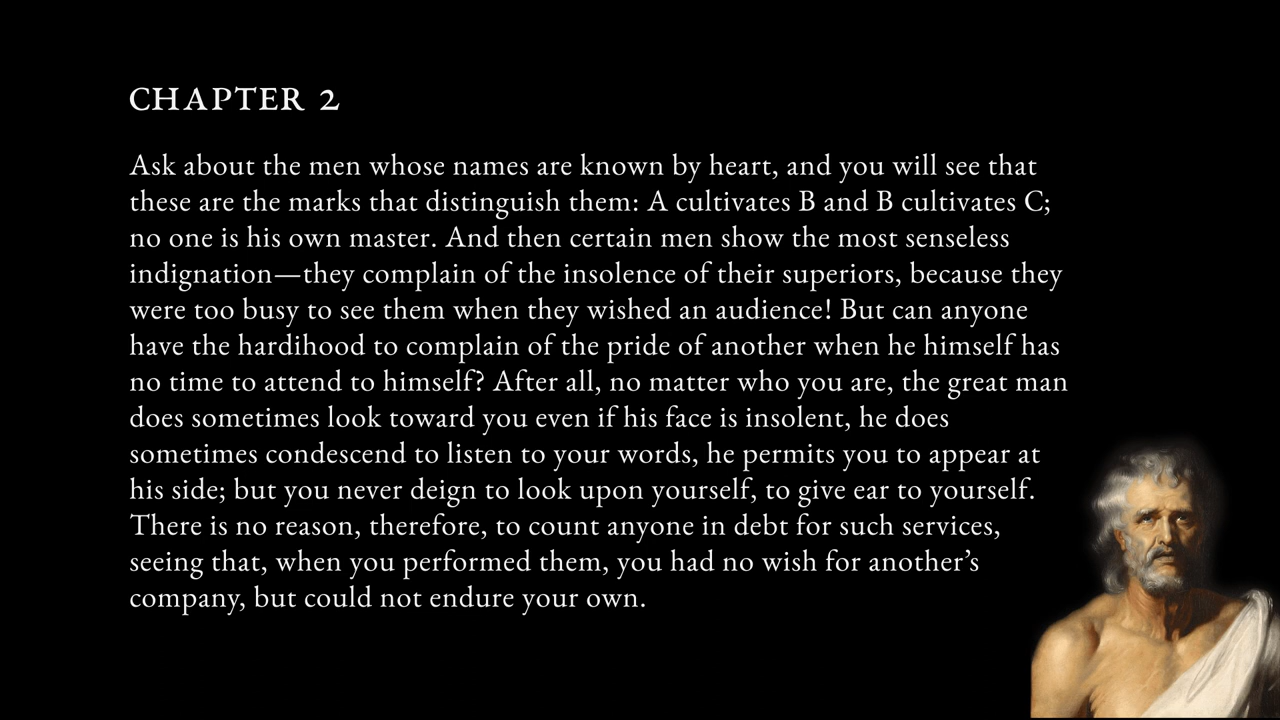 CHAPTER 2
Ask about the men whose names are known by heart, and you will see that
these are the marks that distinguish them: A cultivates B and B cultivates C;
no one is his own master. And then certain men show the most senseless
indignation—they complain of the insolence of their superiors, because they
were too busy to see them when they wished an audience! But can anyone
have the hardihood to complain of the pride of another when he himself has
no time to attend to himself? After all, no matter who you are, the great man
does sometimes look toward you even if his face is insolent, he does
sometimes condescend to listen to your words, he permits you to appear at
his side; but you never deign to look upon yourself, to give ear to yourself.
There is no reason, therefore, to count anyone in debt for such services,
seeing that, when you performed them, you had no wish for another’s
company, but could not endure your own.